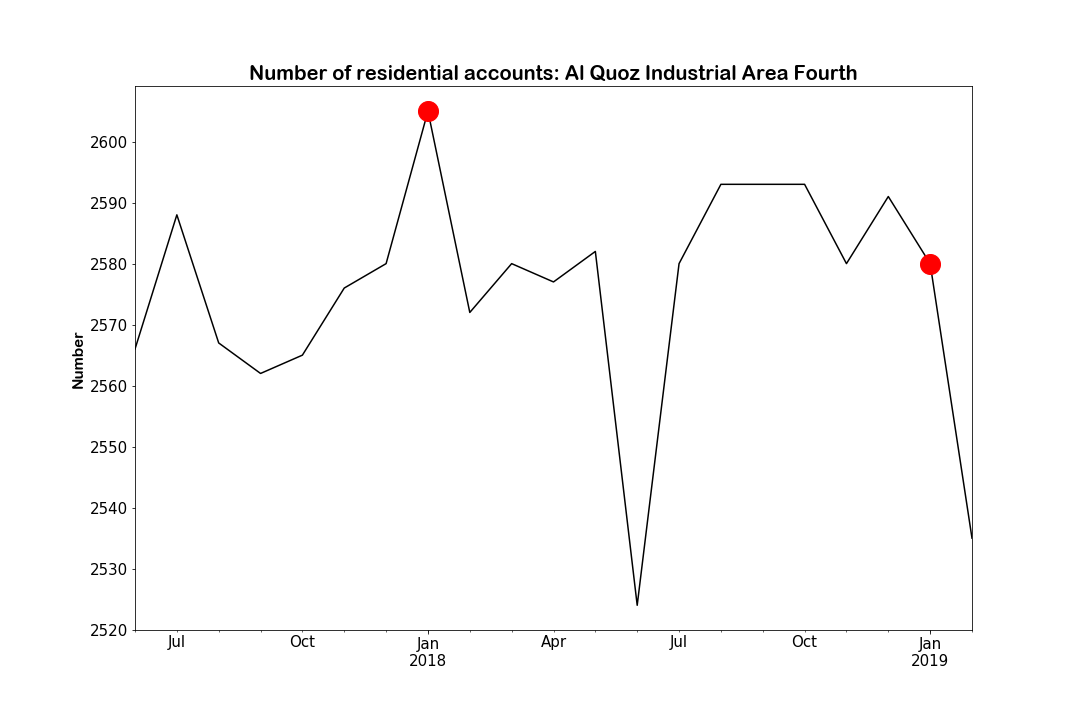 Number of residential accounts: Al Quoz Industrial Area Fourth
2600
2590
2580
2570
2560
2550
2540
2530
2520
Number
Jul
Oct
Jan
2018
Apr
Jul
Oct
Jan
2019